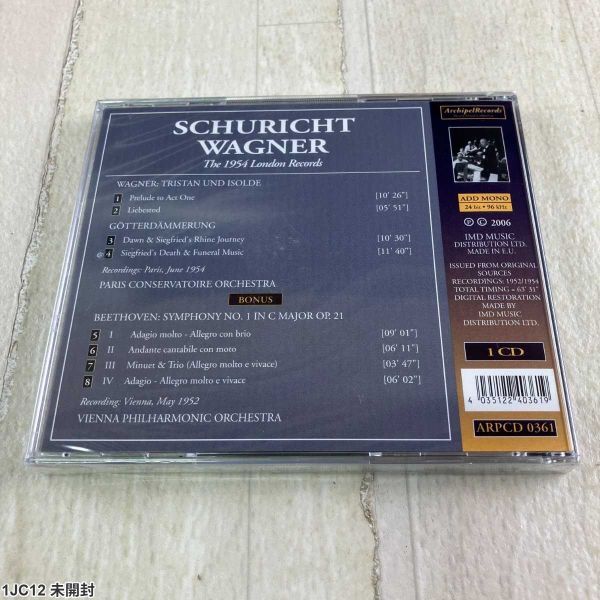 SCHURICHT
WAGNER
The 1954 London Records
WAGNER: TRISTAN UND ISOLDE
1 Prelude to Act One [10' 26"]
2 Liebestod [05' 51"]
GÖTTERDÄMMERUNG
3 Dawn & Siegfried's Rhine Journey [10' 30"]
4 Siegfried's Death & Funeral Music [11' 40"]
Recordings: Paris, June 1954
PARIS CONSERVATOIRE ORCHESTRA
BONUS
BEETHOVEN: SYMPHONY NO. 1 IN C MAJOR OP. 21
5 I Adagio molto - Allegro con brio [09' 01"]
6 II Andante cantabile con moto [06' 11"]
7 III Minuet & Trio (Allegro molto e vivace) [03' 47"]
8 IV Adagio - Allegro molto e vivace [06' 02"]
Recording: Vienna, May 1952
VIENNA PHILHARMONIC ORCHESTRA
ArchipelRecords
ADD MONO
24 bit • 96 kHz
℗ © 2006
IMD MUSIC
DISTRIBUTION LTD.
MADE IN E.U.
ISSUED FROM ORIGINAL
SOURCES
RECORDINGS: 1952/1954
TOTAL TIMING = 63' 31"
DIGITAL RESTORATION
MADE BY
IMD MUSIC
DISTRIBUTION LTD.
1 CD
4 035122 403619
ARPCD 0361
1JC12 未開封